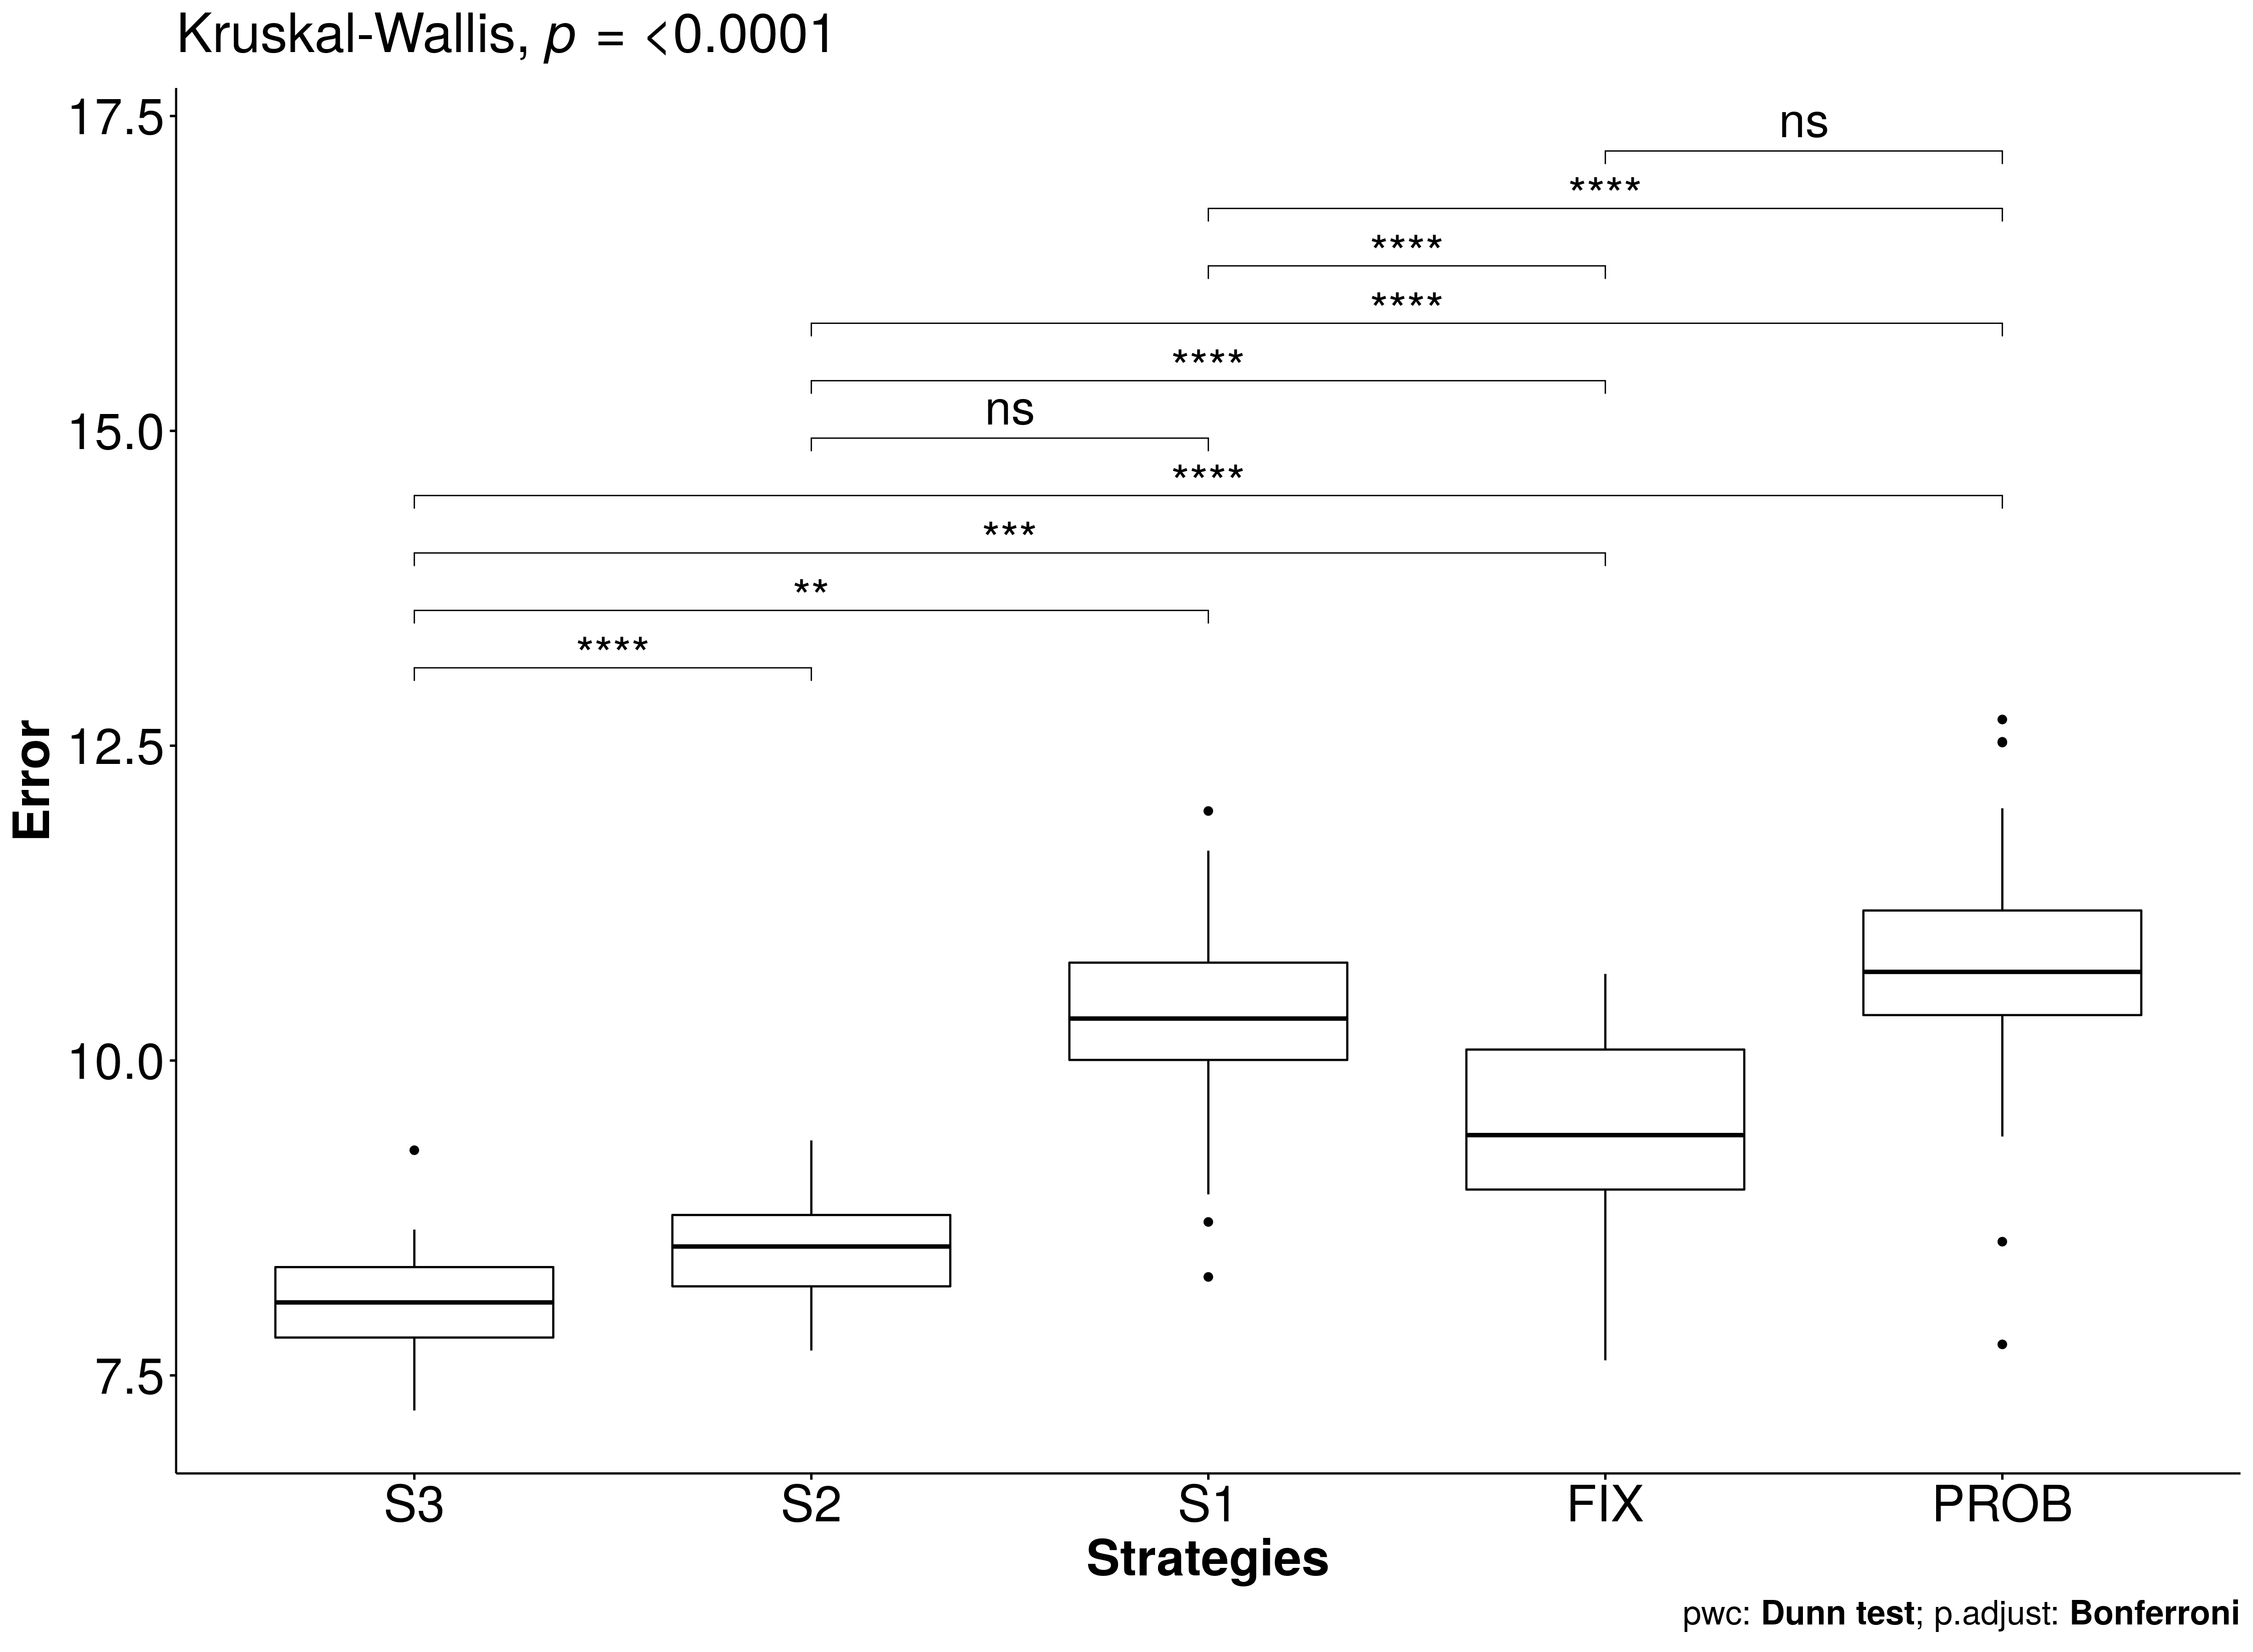 Kruskal-Wallis, p = <0.0001
17.5
ns
****
****
****
****
15.0
ns
****
***
**
****
12.5
Error
10.0
7.5
S3 S2 S1 FIX PROB
Strategies
pwc: Dunn test; p.adjust: Bonferroni